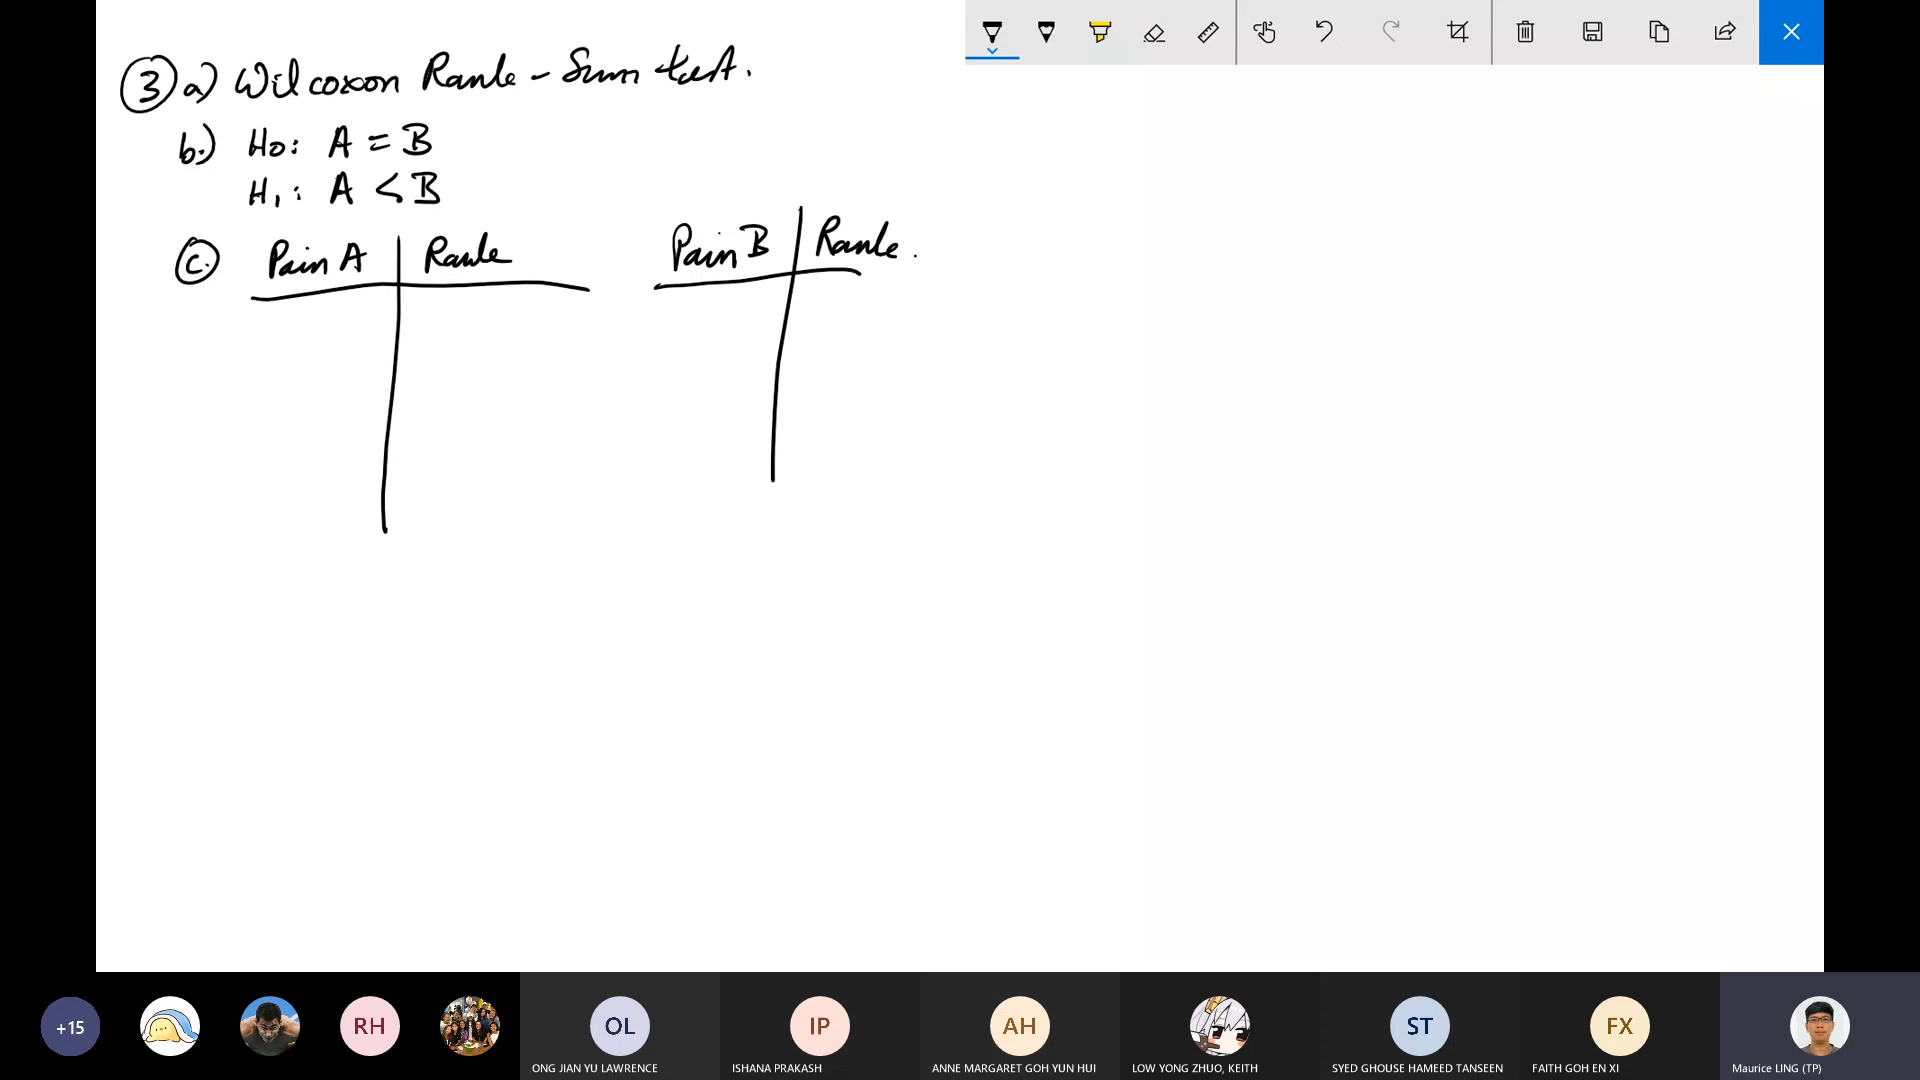 ③ a) Wilcoxon Rank - Sum test.
b.) H0: A = B
H1: A < B
ⓒ. Pain A | Rank Pain B | Rank.
+15 RH OL IP AH ST FX
ONG JIAN YU LAWRENCE ISHANA PRAKASH ANNE MARGARET GOH YUN HUI LOW YONG ZHUO, KEITH SYED GHOUSE HAMEED TANSEEN FAITH GOH EN XI Maurice LING (TP)